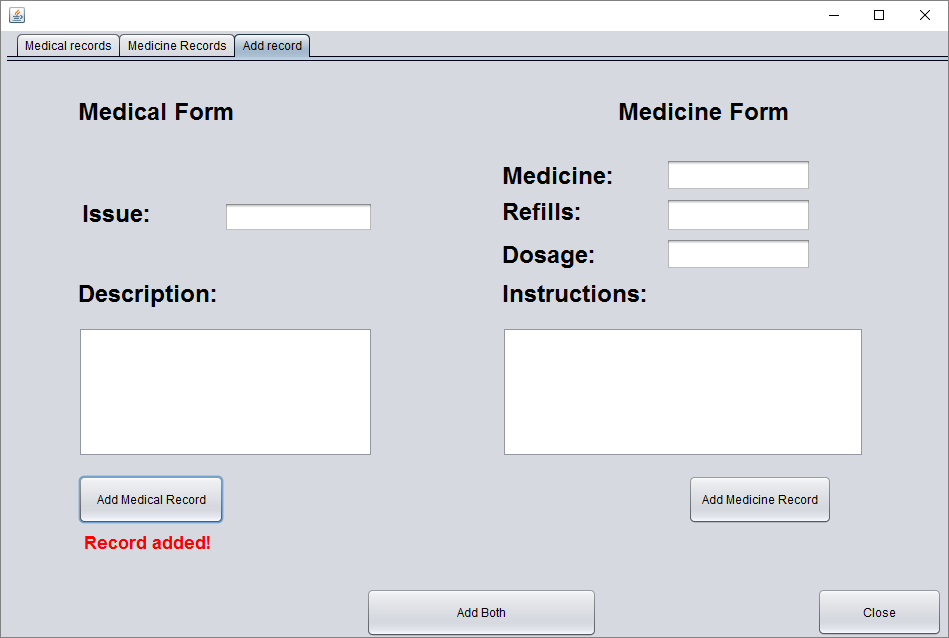 Medical records Medicine Records Add record
Medical Form
Issue:
Description:
Add Medical Record
Record added!
Medicine Form
Medicine:
Refills:
Dosage:
Instructions:
Add Medicine Record
Add Both
Close